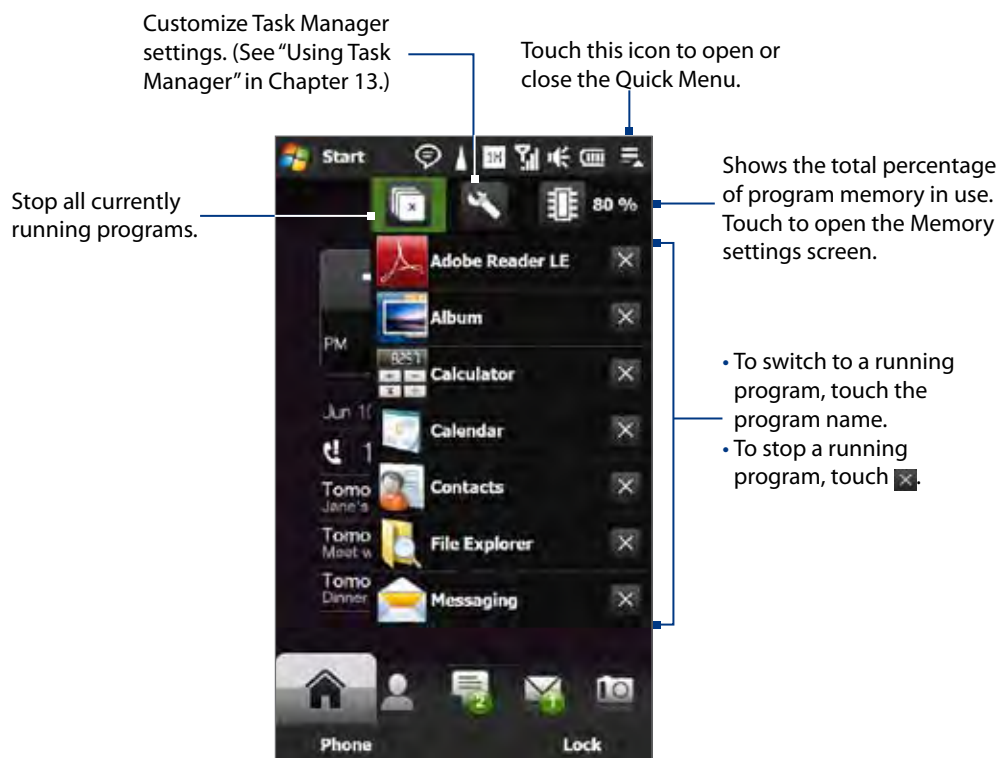 Customize Task Manager
settings. (See “Using Task
Manager” in Chapter 13.)
Touch this icon to open or
close the Quick Menu.
Stop all currently
running programs.
Start
1H
80 %
Shows the total percentage
of program memory in use.
Touch to open the Memory
settings screen.
Adobe Reader LE
Album
PM
Calculator
Jun 10
Calendar
1
Contacts
Tomo
Jane's
File Explorer
Tomo
Meet w
Messaging
Tomo
Dinner
• To switch to a running
program, touch the
program name.
• To stop a running
program, touch ×.
2
1
Phone
Lock